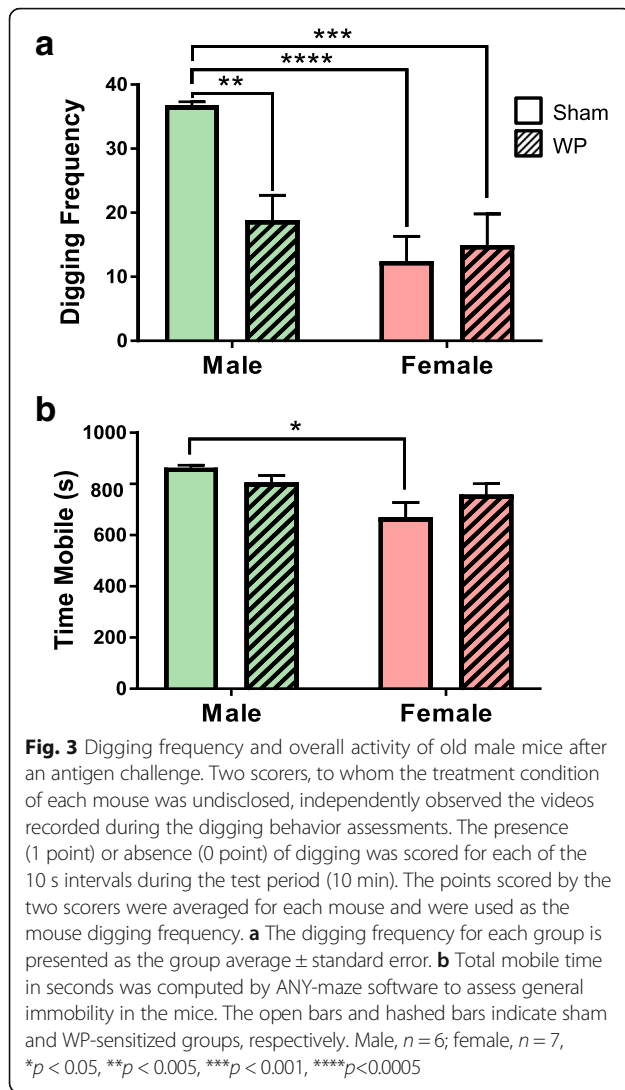 a
***
****
**
40
30
20
10
0
Digging Frequency
Sham
WP
Male Female
b
*
1000
800
600
400
200
0
Time Mobile (s)
Male Female
Fig. 3 Digging frequency and overall activity of old male mice after
an antigen challenge. Two scorers, to whom the treatment condition
of each mouse was undisclosed, independently observed the videos
recorded during the digging behavior assessments. The presence
(1 point) or absence (0 point) of digging was scored for each of the
10 s intervals during the test period (10 min). The points scored by the
two scorers were averaged for each mouse and were used as the
mouse digging frequency. a The digging frequency for each group is
presented as the group average ± standard error. b Total mobile time
in seconds was computed by ANY-maze software to assess general
immobility in the mice. The open bars and hashed bars indicate sham
and WP-sensitized groups, respectively. Male, n = 6; female, n = 7,
*p < 0.05, **p < 0.005, ***p < 0.001, ****p<0.0005